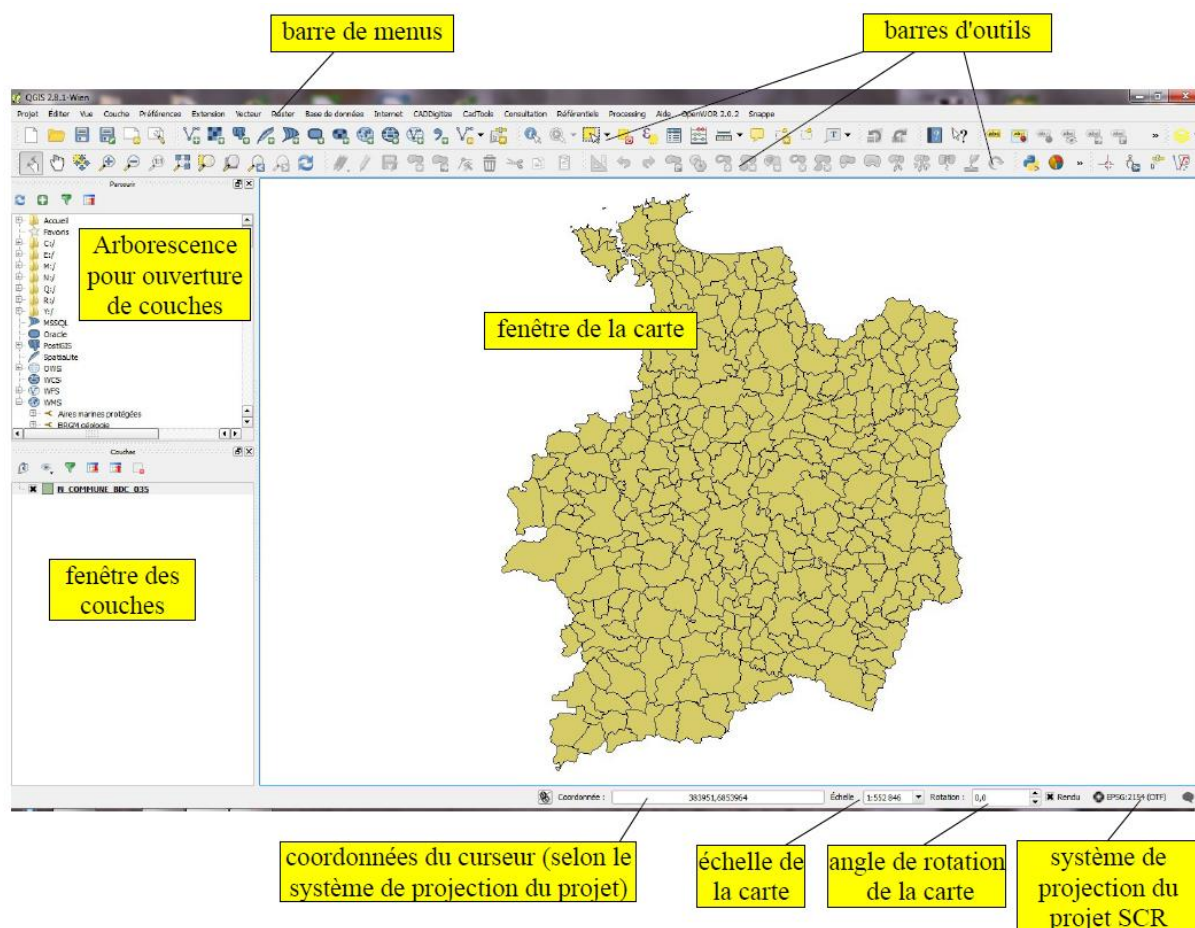 barre de menus
barres d'outils
QGIS 2.8.1-Wien
Projet Éditer Vue Couche Préférences Extension Vecteur Raster Base de données Internet CADDigitize CadTools Consultation Référentiels Processing Aide OpenWOR 2.0.2 Snappe
Parcourir
Accueil
Favoris
C:/
E:/
M:/
N:/
Q:/
R:/
Y:/
MSSQL
Oracle
PostGIS
SpatiaLite
OWS
WCS
WFS
WMS
Aires marines protégées
BRGM géologie
Arborescence
pour ouverture
de couches
fenêtre de la carte
Couches
N_COMMUNE_BDC_035
fenêtre des
couches
Coordonnée : 383951,6853964 Échelle 1:552 846 Rotation : 0,0 Rendu EPSG:2154 (OTF)
coordonnées du curseur (selon le
système de projection du projet)
échelle de
la carte
angle de rotation
de la carte
système de
projection du
projet SCR